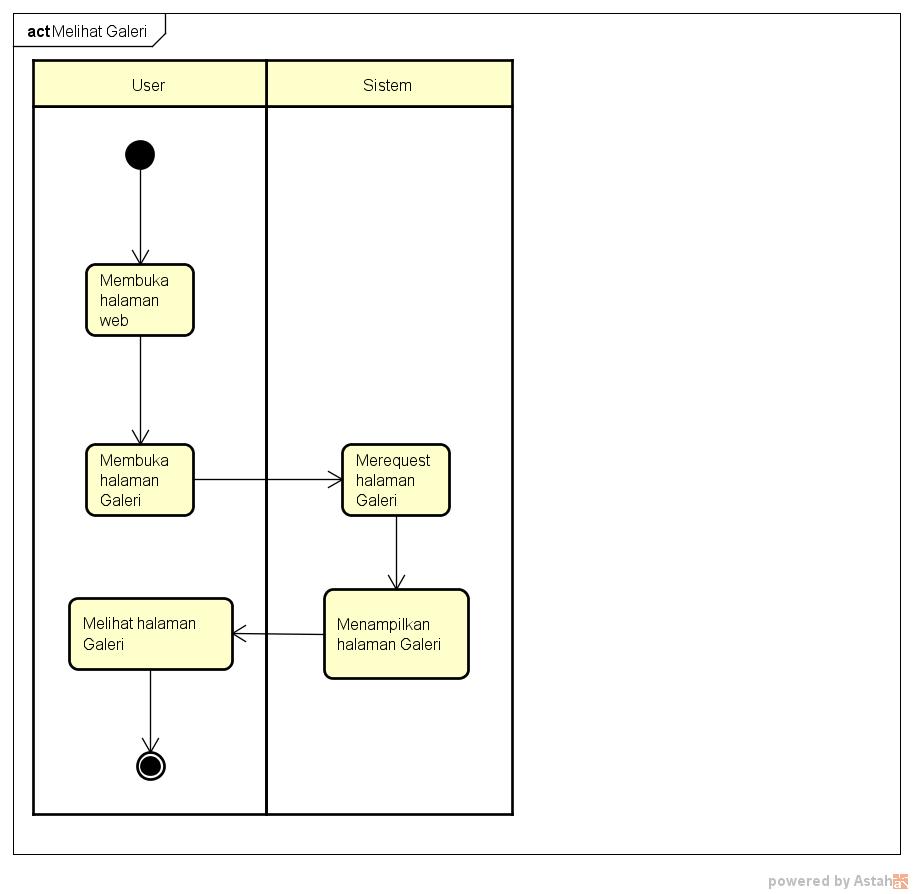 act Melihat Galeri
User
Sistem
Membuka
halaman
web
Membuka
halaman
Galeri
Merequest
halaman
Galeri
Menampilkan
halaman Galeri
Melihat halaman
Galeri
powered by Astah